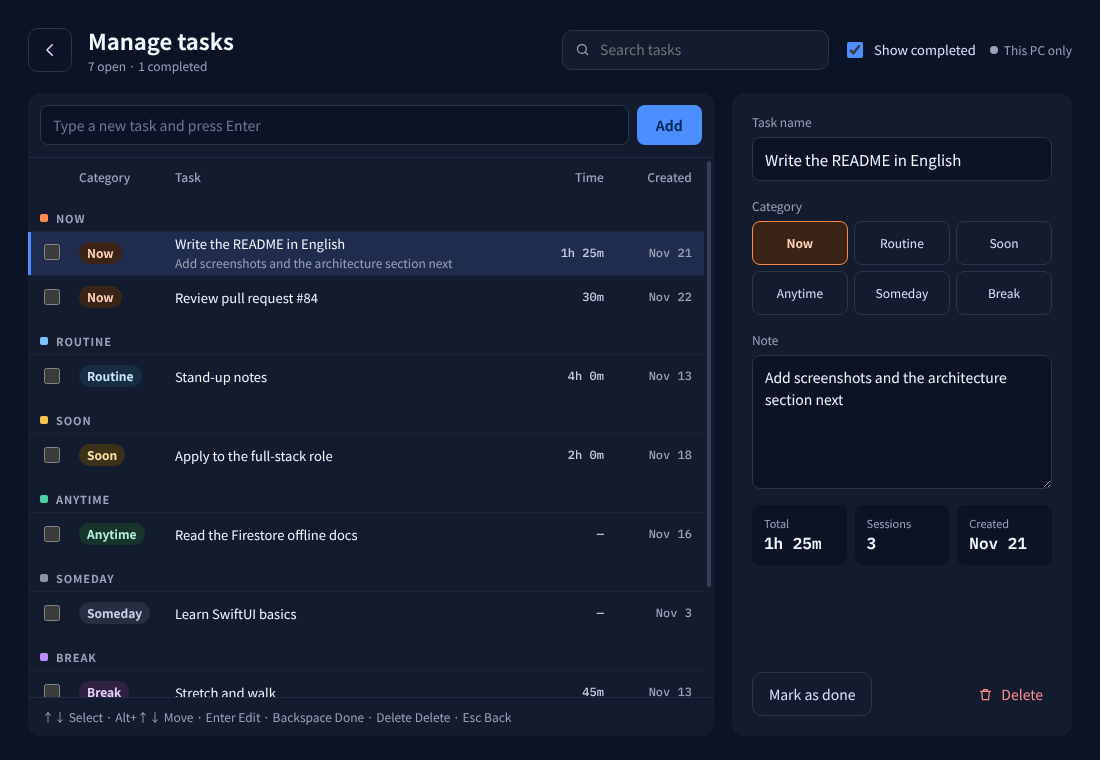 Manage tasks
7 open · 1 completed
Search tasks
Show completed
This PC only
Type a new task and press Enter
Add
Category Task Time Created
NOW
Now Write the README in English 1h 25m Nov 21
Add screenshots and the architecture section next
Now Review pull request #84 30m Nov 22
ROUTINE
Routine Stand-up notes 4h 0m Nov 13
SOON
Soon Apply to the full-stack role 2h 0m Nov 18
ANYTIME
Anytime Read the Firestore offline docs — Nov 16
SOMEDAY
Someday Learn SwiftUI basics — Nov 3
BREAK
Break Stretch and walk 45m Nov 13
↑↓ Select · Alt+↑↓ Move · Enter Edit · Backspace Done · Delete Delete · Esc Back
Task name
Write the README in English
Category
Now Routine Soon
Anytime Someday Break
Note
Add screenshots and the architecture
section next
Total Sessions Created
1h 25m 3 Nov 21
Mark as done Delete